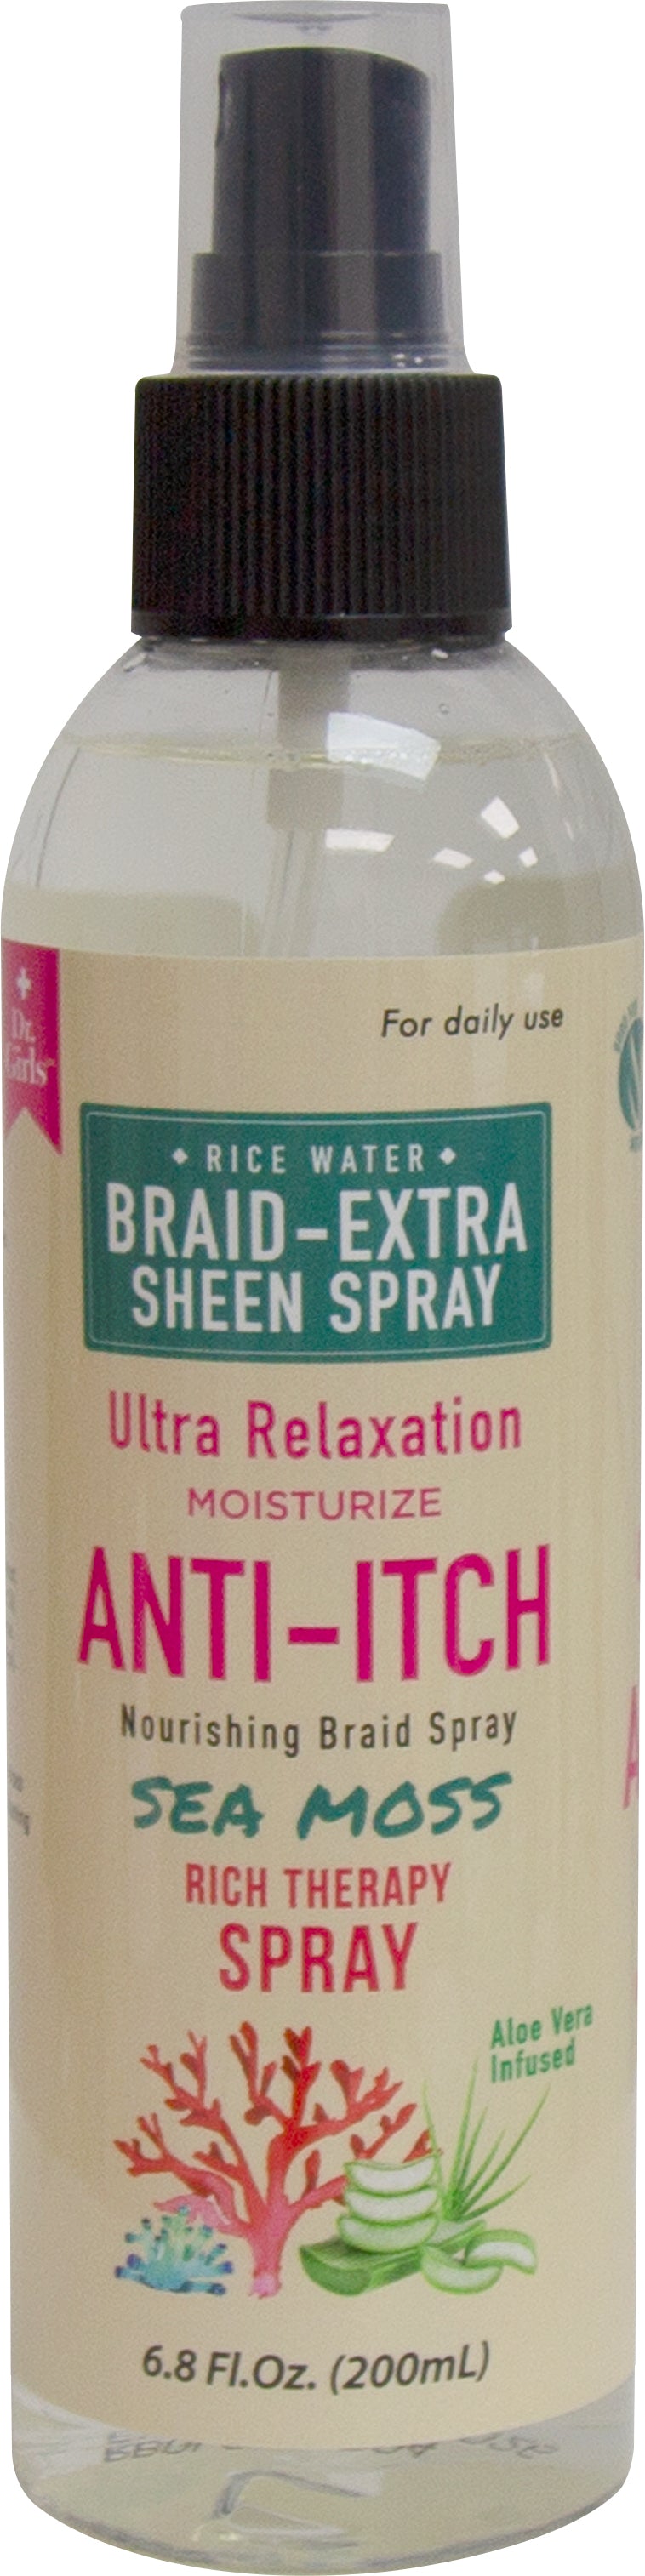 For daily use
Dr.
Girls
RICE WATER
BRAID-EXTRA
SHEEN SPRAY
Ultra Relaxation
MOISTURIZE
ANTI-ITCH
Nourishing Braid Spray
SEA MOSS
RICH THERAPY
SPRAY
Aloe Vera
Infused
6.8 Fl.Oz. (200mL)